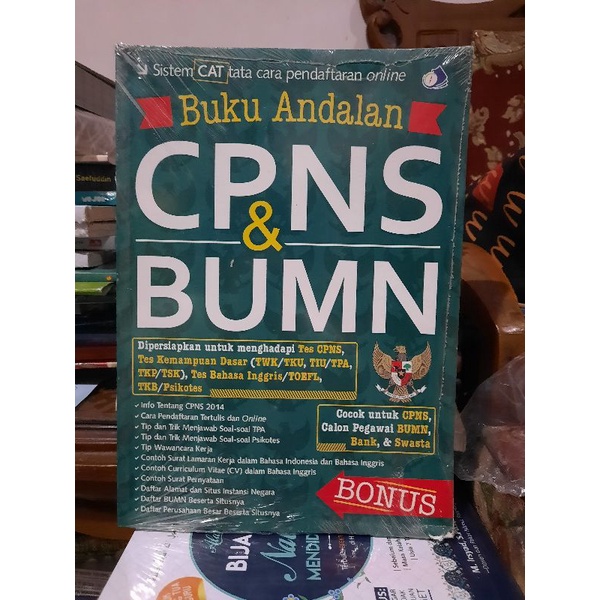 Sistem CAT tata cara pendaftaran online
Buku Andalan
CPNS
&
BUMN
Dipersiapkan untuk menghadapi Tes CPNS,
Tes Kemampuan Dasar (TWK/TKU, TIU/TPA,
TKP/TSK), Tes Bahasa Inggris/TOEFL,
TKB/Psikotes
Info Tentang CPNS 2014
Cara Pendaftaran Tertulis dan Online
Tip dan Trik Menjawab Soal-soal TPA
Tip dan Trik Menjawab Soal-soal Psikotes
Tip Wawancara Kerja
Contoh Surat Lamaran Kerja dalam Bahasa Indonesia dan Bahasa Inggris
Contoh Curriculum Vitae (CV) dalam Bahasa Inggris
Contoh Surat Pernyataan
Daftar Alamat dan Situs Instansi Negara
Daftar BUMN Beserta Situsnya
Daftar Perusahaan Besar Beserta Situsnya
Cocok untuk CPNS,
Calon Pegawai BUMN,
Bank, & Swasta
BONUS
Saefuddin
BIJA
MENDIDI
M. Irsyad